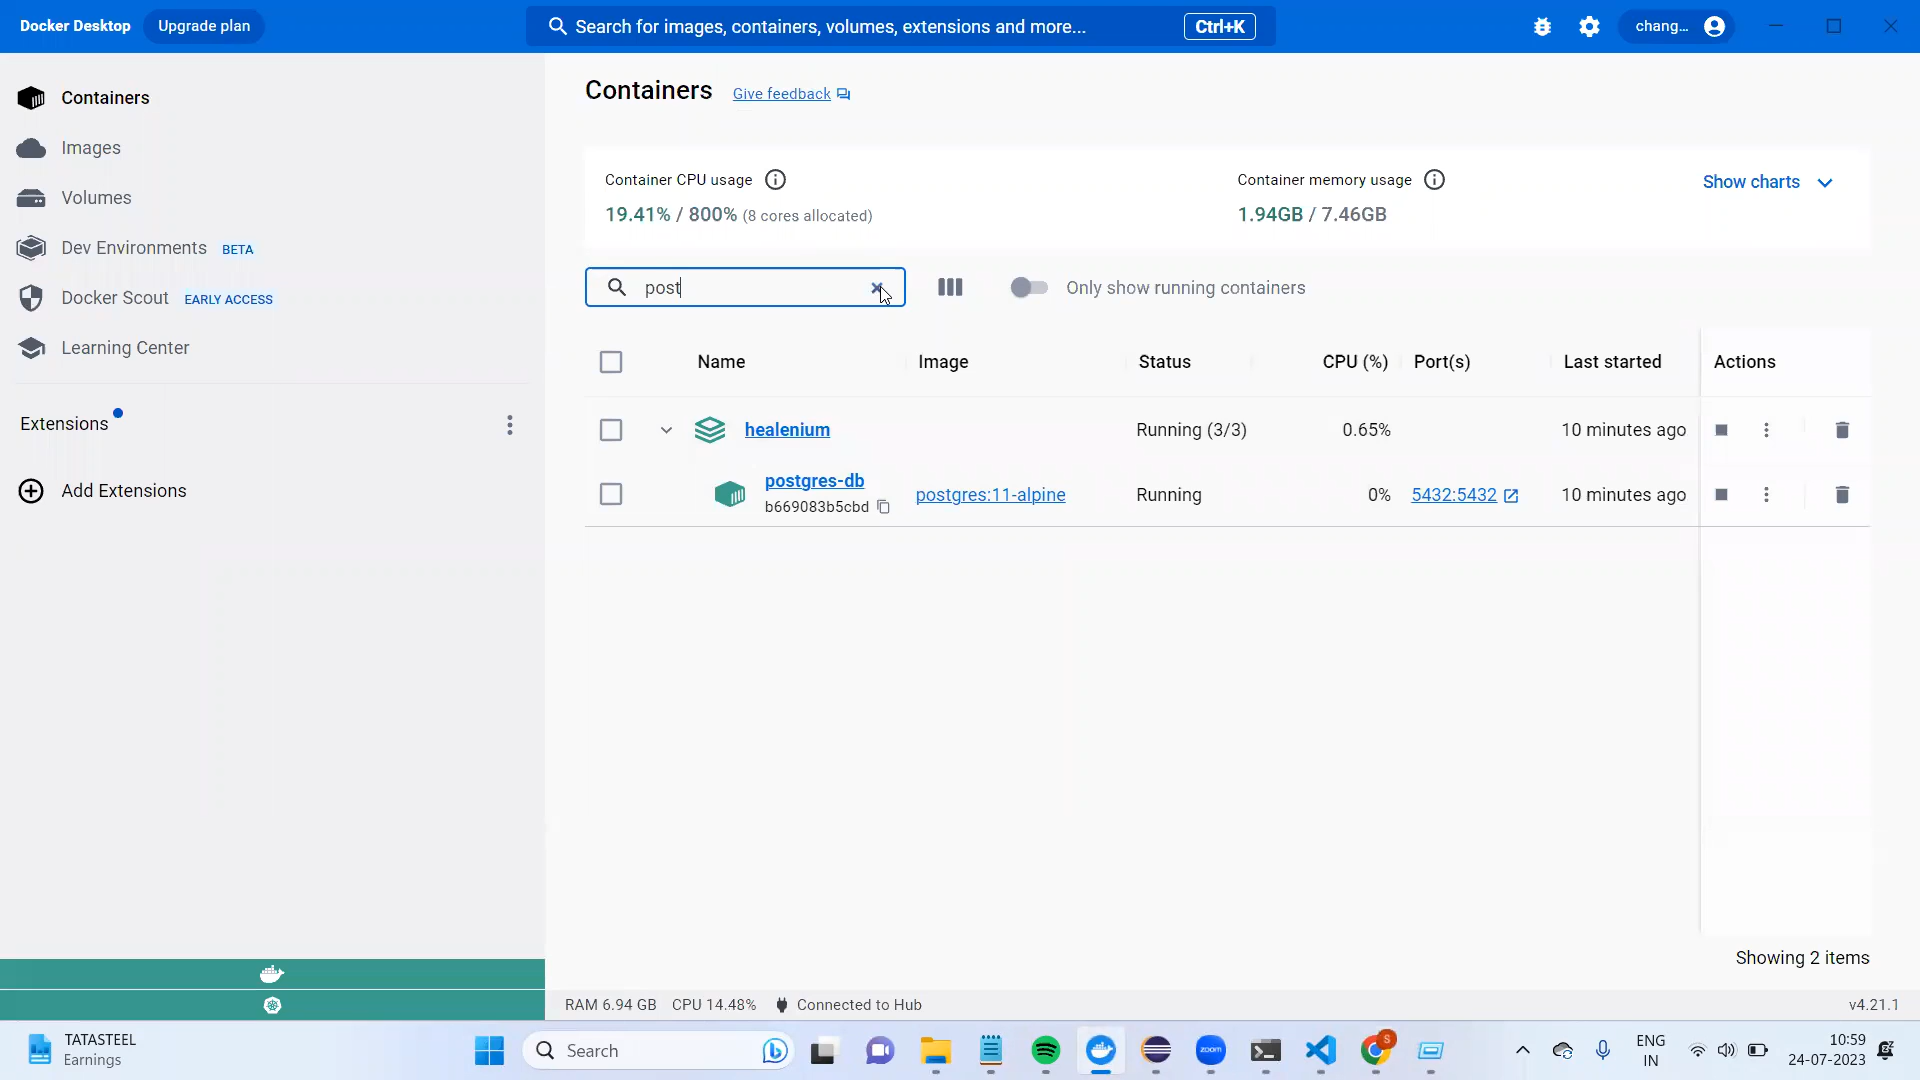 Docker Desktop
Upgrade plan
Search for images, containers, volumes, extensions and more...
Ctrl+K
chang...
Containers
Images
Volumes
Dev Environments BETA
Docker Scout EARLY ACCESS
Learning Center
Extensions
Add Extensions
Containers
Give feedback
Container CPU usage
19.41% / 800% (8 cores allocated)
Container memory usage
1.94GB / 7.46GB
Show charts
post
Only show running containers
Name Image Status CPU (%) Port(s) Last started Actions
healenium Running (3/3) 0.65% 10 minutes ago
postgres-db
b669083b5cbd
postgres:11-alpine Running 0% 5432:5432 10 minutes ago
Showing 2 items
RAM 6.94 GB CPU 14.48% Connected to Hub
v4.21.1
TATASTEEL
Earnings
Search
zoom
S
ENG
IN
10:59
24-07-2023